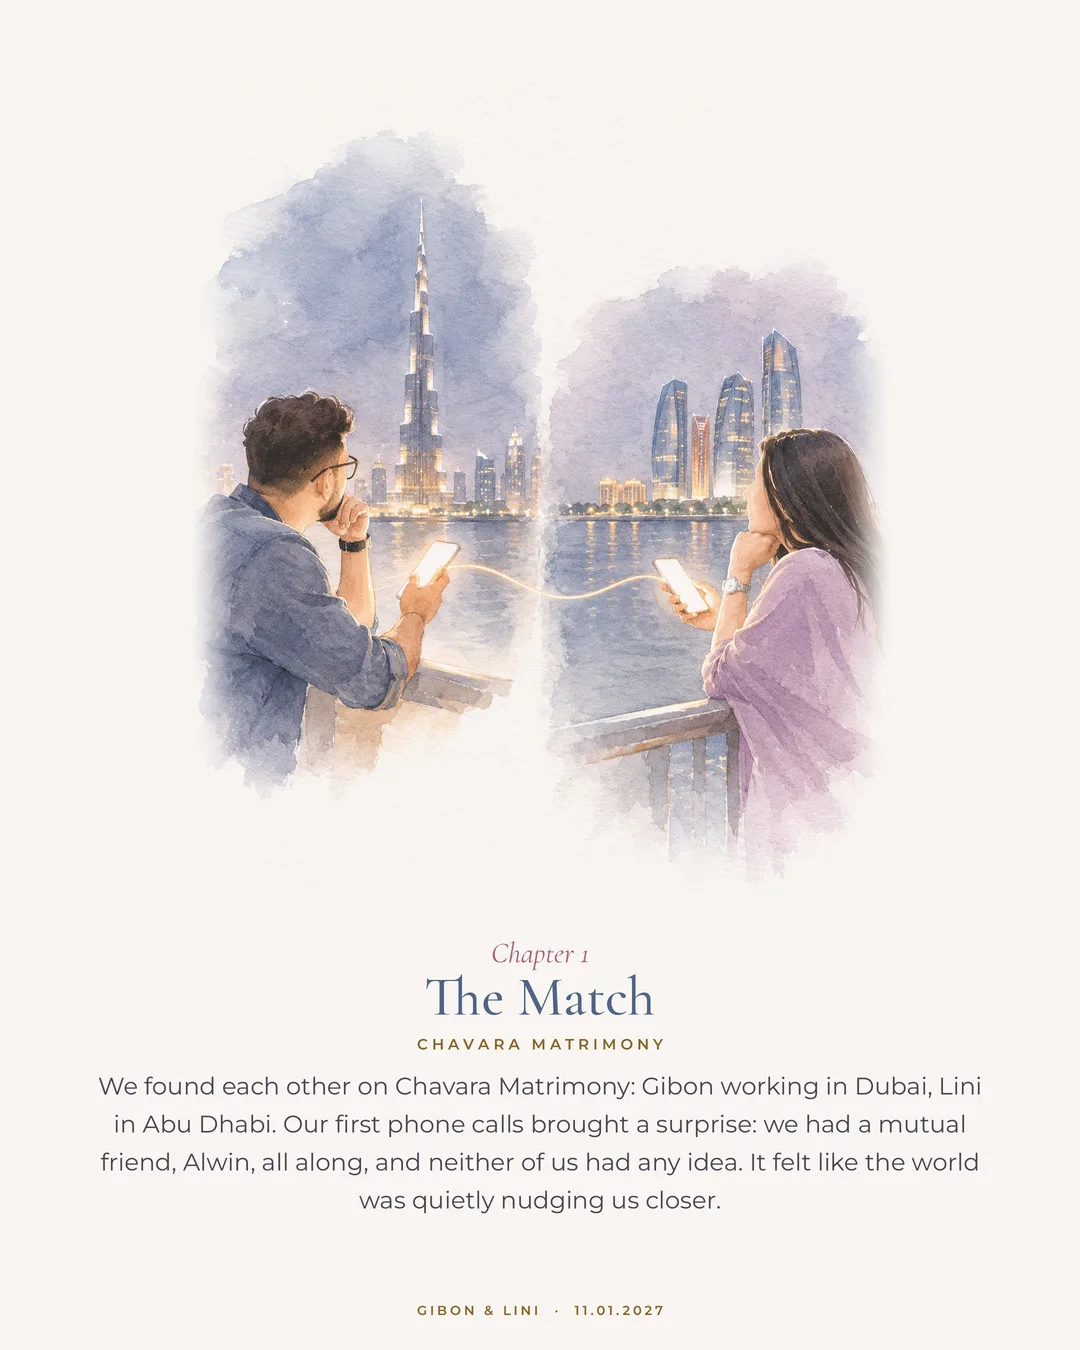 Chapter 1
The Match
CHAVARA MATRIMONY
We found each other on Chavara Matrimony: Gibon working in Dubai, Lini
in Abu Dhabi. Our first phone calls brought a surprise: we had a mutual
friend, Alwin, all along, and neither of us had any idea. It felt like the world
was quietly nudging us closer.
GIBON & LINI · 11.01.2027